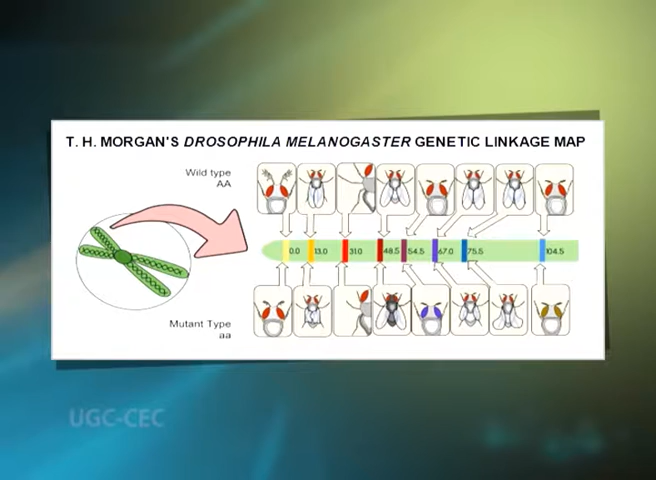 T. H. MORGAN'S DROSOPHILA MELANOGASTER GENETIC LINKAGE MAP
Wild type
AA
0.0 13.0 31.0 48.5 54.5 67.0 75.5 104.5
Mutant Type
aa
UGC-CEC